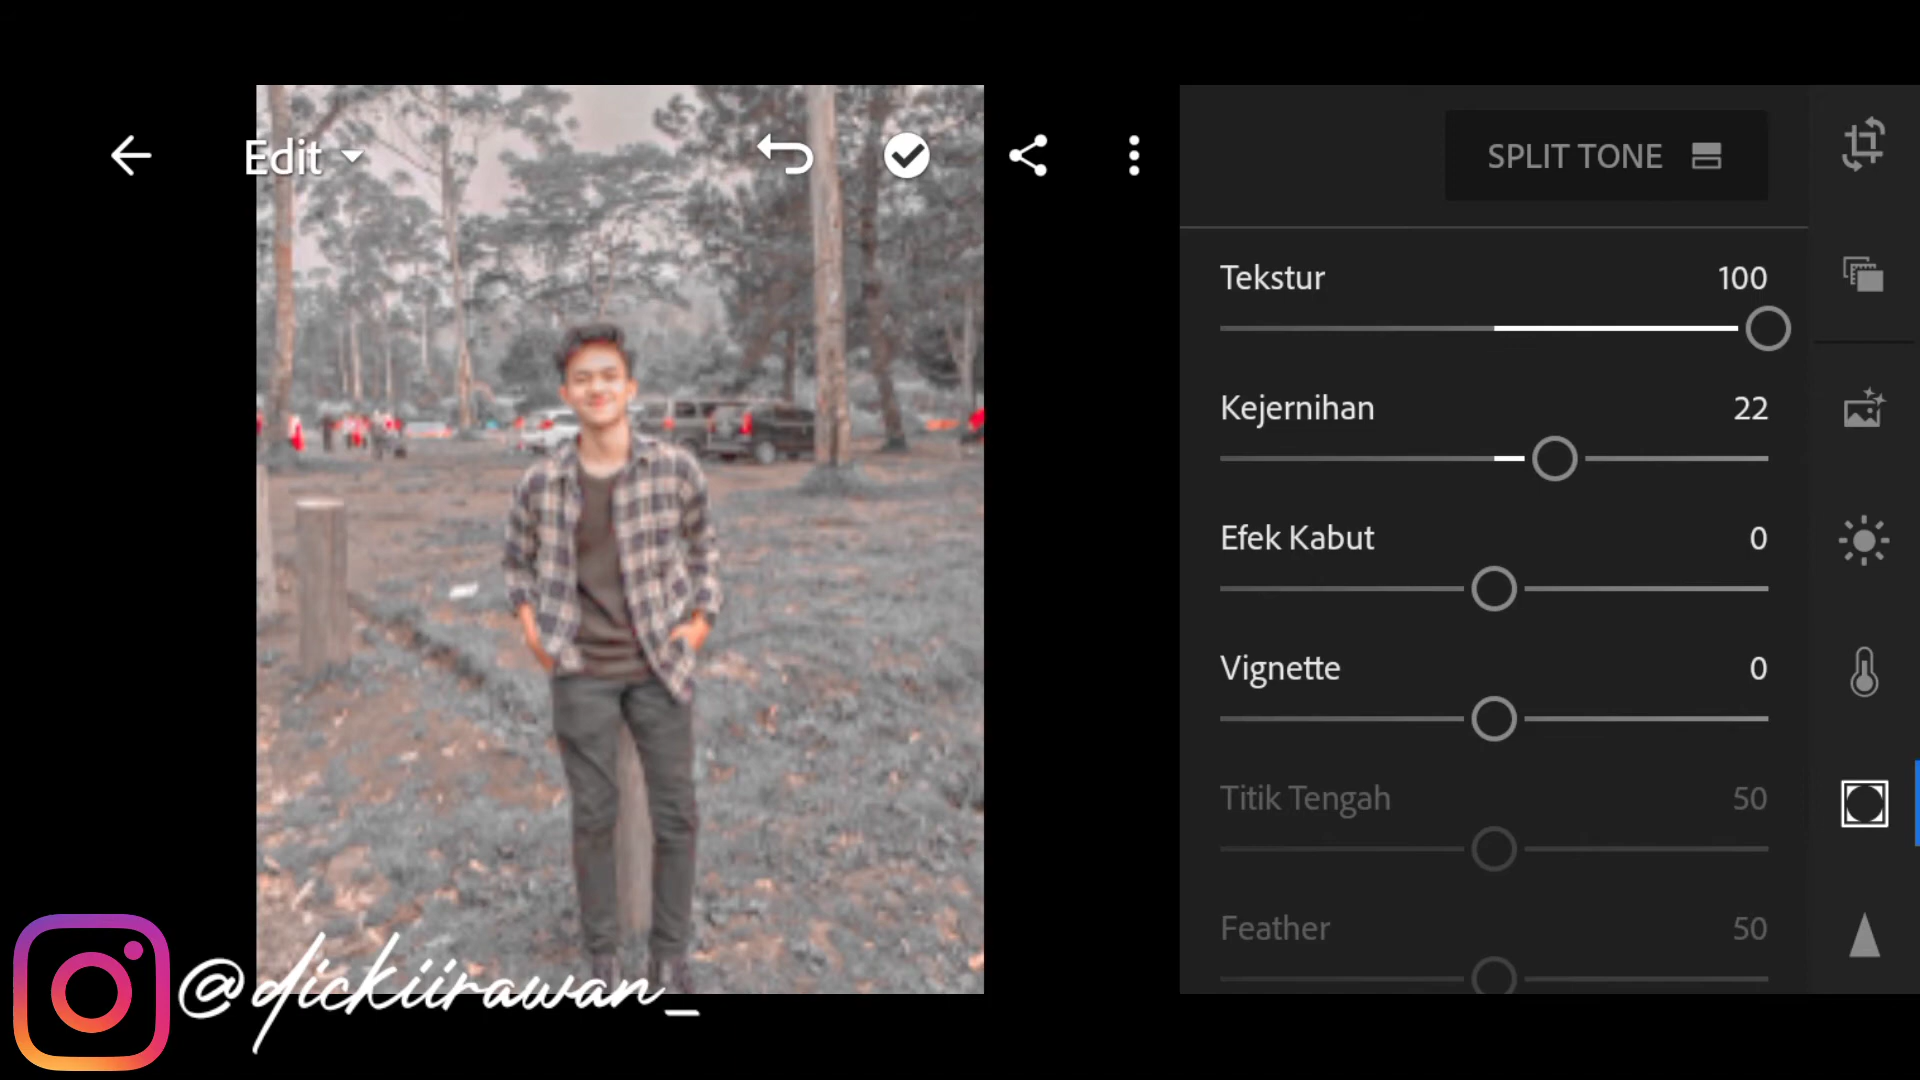 Edit
SPLIT TONE
Tekstur 100
Kejernihan 22
Efek Kabut 0
Vignette 0
Titik Tengah 50
Feather 50
@dickiirawan_